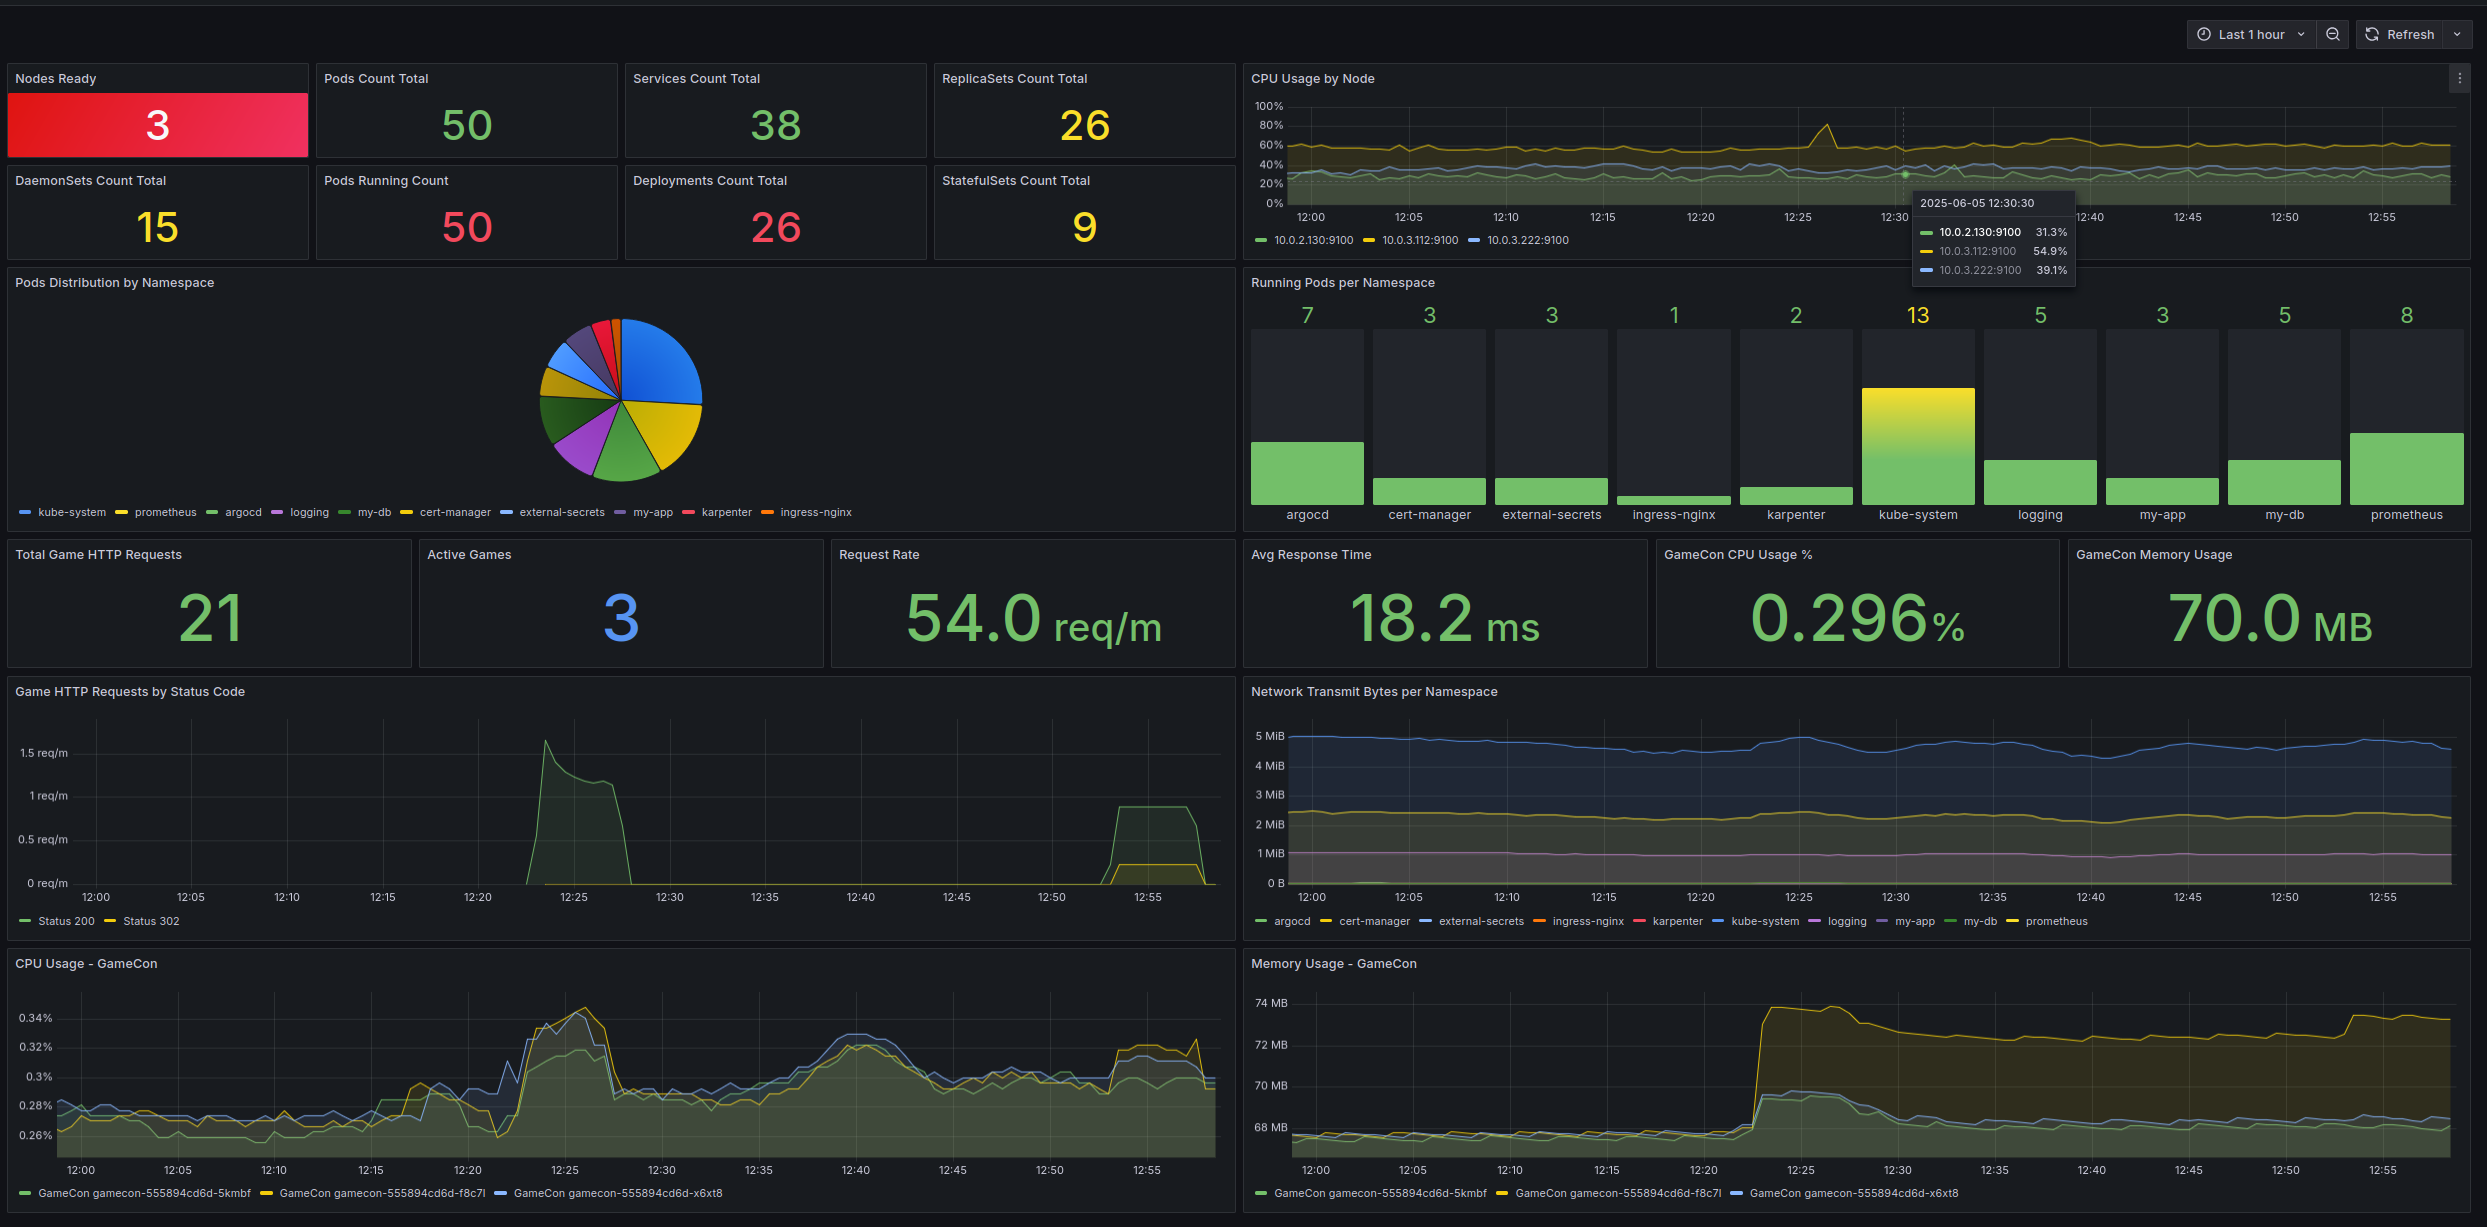 Last 1 hour
Refresh
Nodes Ready
3
Pods Count Total
50
Services Count Total
38
ReplicaSets Count Total
26
DaemonSets Count Total
15
Pods Running Count
50
Deployments Count Total
26
StatefulSets Count Total
9
CPU Usage by Node
100%
80%
60%
40%
20%
0%
12:00 12:05 12:10 12:15 12:20 12:25 12:30 12:40 12:45 12:50 12:55
10.0.2.130:9100 10.0.3.112:9100 10.0.3.222:9100
2025-06-05 12:30:30
10.0.2.130:9100 31.3%
10.0.3.112:9100 54.9%
10.0.3.222:9100 39.1%
Pods Distribution by Namespace
kube-system prometheus argocd logging my-db cert-manager external-secrets my-app karpenter ingress-nginx
Running Pods per Namespace
7 3 3 1 2 13 5 3 5 8
argocd cert-manager external-secrets ingress-nginx karpenter kube-system logging my-app my-db prometheus
Total Game HTTP Requests
21
Active Games
3
Request Rate
54.0 req/m
Avg Response Time
18.2 ms
GameCon CPU Usage %
0.296%
GameCon Memory Usage
70.0 MB
Game HTTP Requests by Status Code
1.5 req/m
1 req/m
0.5 req/m
0 req/m
12:00 12:05 12:10 12:15 12:20 12:25 12:30 12:35 12:40 12:45 12:50 12:55
Status 200 Status 302
Network Transmit Bytes per Namespace
5 MiB
4 MiB
3 MiB
2 MiB
1 MiB
0 B
12:00 12:05 12:10 12:15 12:20 12:25 12:30 12:35 12:40 12:45 12:50 12:55
argocd cert-manager external-secrets ingress-nginx karpenter kube-system logging my-app my-db prometheus
CPU Usage - GameCon
0.34%
0.32%
0.3%
0.28%
0.26%
12:00 12:05 12:10 12:15 12:20 12:25 12:30 12:35 12:40 12:45 12:50 12:55
GameCon gamecon-555894cd6d-5kmbf GameCon gamecon-555894cd6d-f8c7l GameCon gamecon-555894cd6d-x6xt8
Memory Usage - GameCon
74 MB
72 MB
70 MB
68 MB
12:00 12:05 12:10 12:15 12:20 12:25 12:30 12:35 12:40 12:45 12:50 12:55
GameCon gamecon-555894cd6d-5kmbf GameCon gamecon-555894cd6d-f8c7l GameCon gamecon-555894cd6d-x6xt8